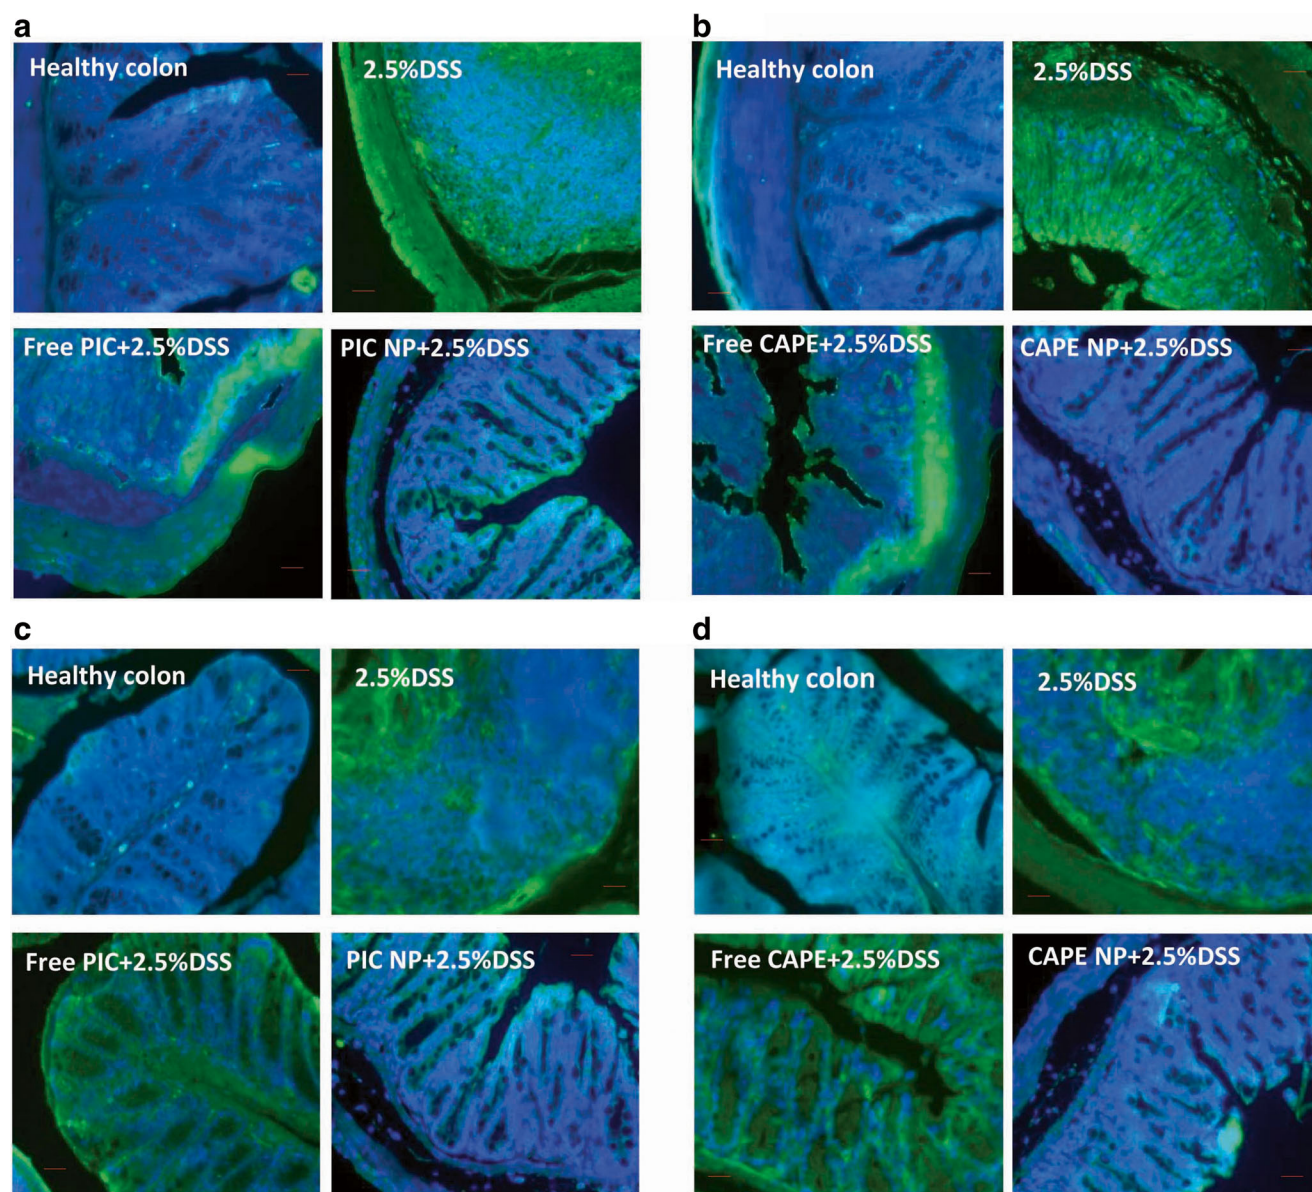 a
Healthy colon
2.5%DSS
Free PIC+2.5%DSS
PIC NP+2.5%DSS
b
Healthy colon
2.5%DSS
Free CAPE+2.5%DSS
CAPE NP+2.5%DSS
c
Healthy colon
2.5%DSS
Free PIC+2.5%DSS
PIC NP+2.5%DSS
d
Healthy colon
2.5%DSS
Free CAPE+2.5%DSS
CAPE NP+2.5%DSS